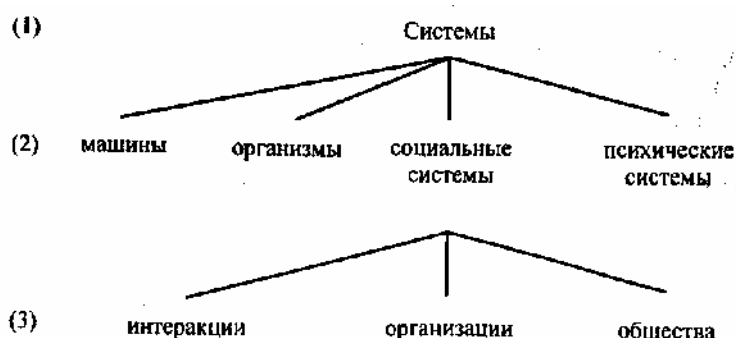 (1) Системы
(2) машины организмы социальные системы психические системы
(3) интеракции организации общества